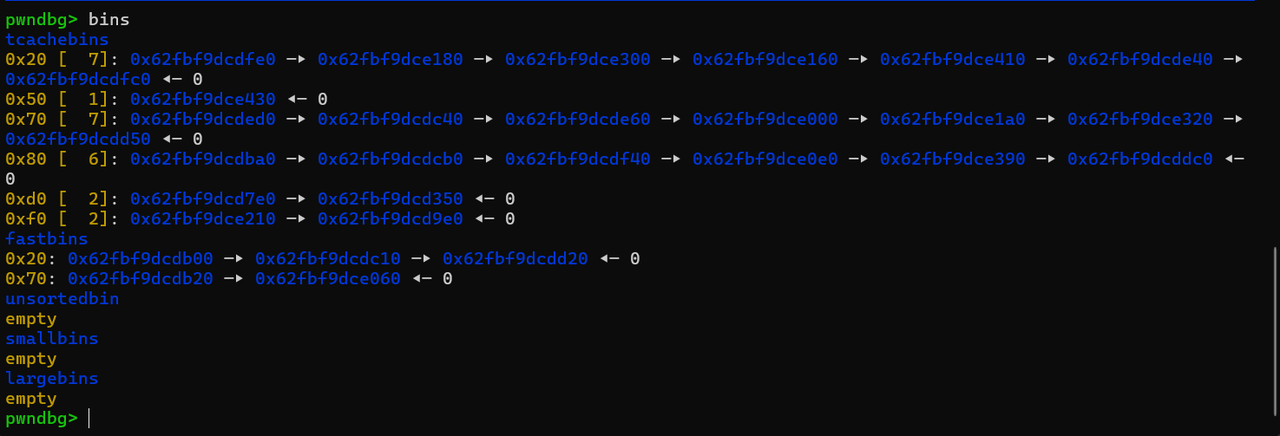 pwndbg> bins
tcachebins
0x20 [  7]: 0x62fbf9dcdfe0 —▸ 0x62fbf9dce180 —▸ 0x62fbf9dce300 —▸ 0x62fbf9dce160 —▸ 0x62fbf9dce410 —▸ 0x62fbf9dcde40 —▸
0x62fbf9dcdfc0 ◂— 0
0x50 [  1]: 0x62fbf9dce430 ◂— 0
0x70 [  7]: 0x62fbf9dcded0 —▸ 0x62fbf9dcdc40 —▸ 0x62fbf9dcde60 —▸ 0x62fbf9dce000 —▸ 0x62fbf9dce1a0 —▸ 0x62fbf9dce320 —▸
0x62fbf9dcdd50 ◂— 0
0x80 [  6]: 0x62fbf9dcdba0 —▸ 0x62fbf9dcdcb0 —▸ 0x62fbf9dcdf40 —▸ 0x62fbf9dce0e0 —▸ 0x62fbf9dce390 —▸ 0x62fbf9dcddc0 ◂—
0
0xd0 [  2]: 0x62fbf9dcd7e0 —▸ 0x62fbf9dcd350 ◂— 0
0xf0 [  2]: 0x62fbf9dce210 —▸ 0x62fbf9dcd9e0 ◂— 0
fastbins
0x20: 0x62fbf9dcdb00 —▸ 0x62fbf9dcdc10 —▸ 0x62fbf9dcdd20 ◂— 0
0x70: 0x62fbf9dcdb20 —▸ 0x62fbf9dce060 ◂— 0
unsortedbin
empty
smallbins
empty
largebins
empty
pwndbg>